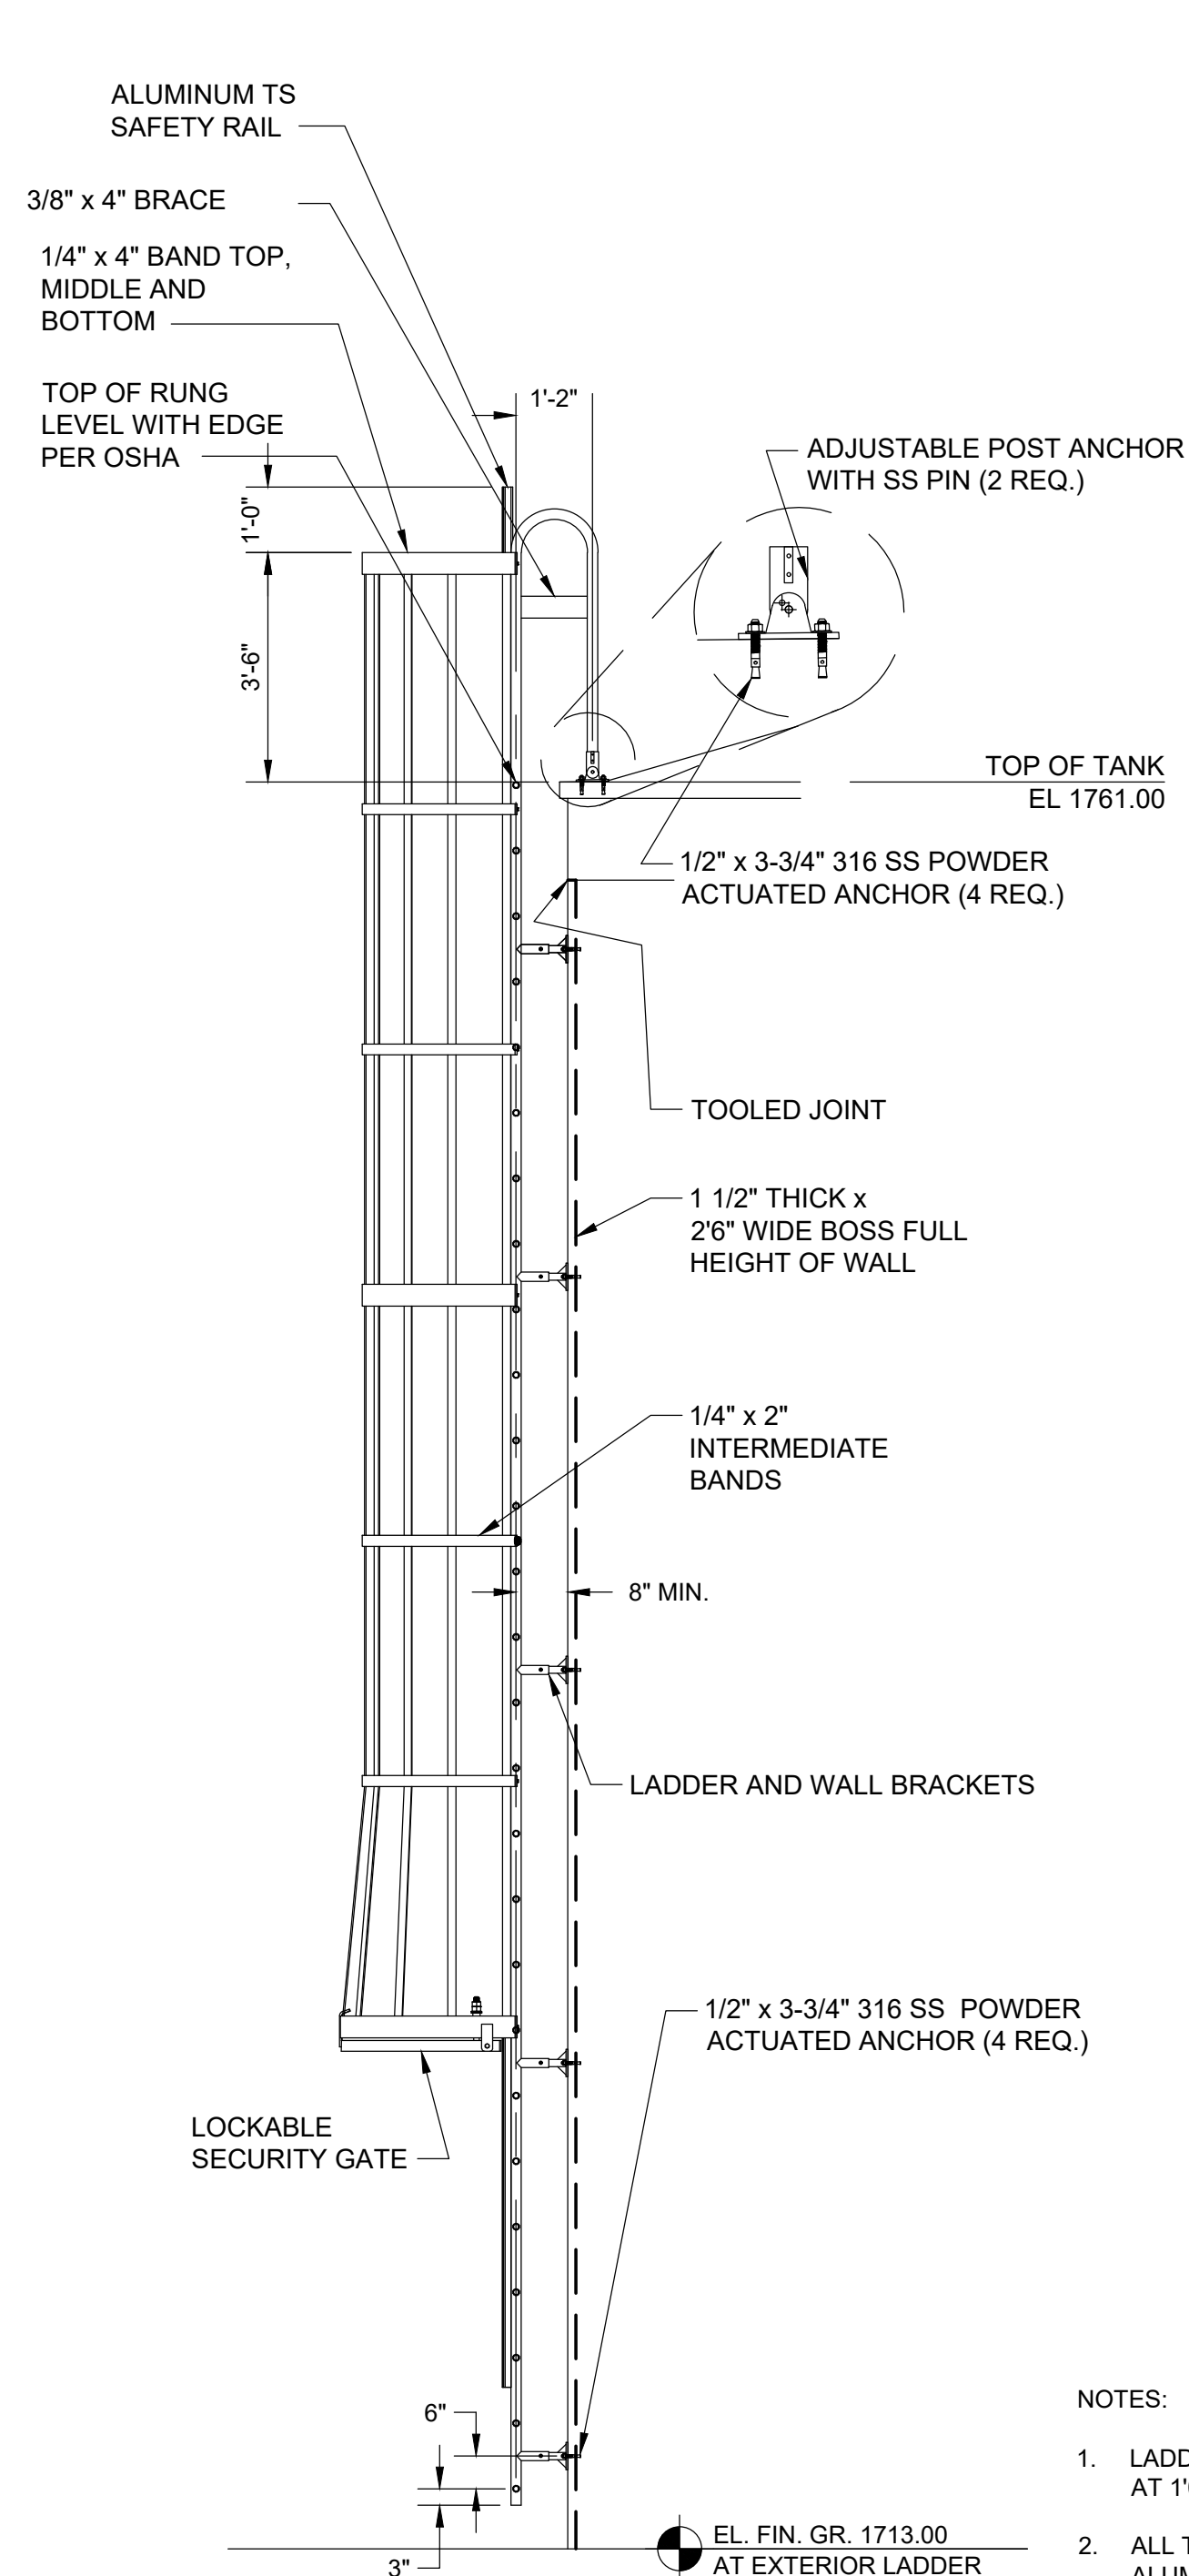 ALUMINUM TS
SAFETY RAIL
3/8" x 4" BRACE
1/4" x 4" BAND TOP,
MIDDLE AND
BOTTOM
TOP OF RUNG
LEVEL WITH EDGE
PER OSHA
1'-2"
1'-0"
3'-6"
ADJUSTABLE POST ANCHOR
WITH SS PIN (2 REQ.)
TOP OF TANK
EL 1761.00
1/2" x 3-3/4" 316 SS POWDER
ACTUATED ANCHOR (4 REQ.)
TOOLED JOINT
1 1/2" THICK x
2'6" WIDE BOSS FULL
HEIGHT OF WALL
1/4" x 2"
INTERMEDIATE
BANDS
8" MIN.
LADDER AND WALL BRACKETS
1/2" x 3-3/4" 316 SS POWDER
ACTUATED ANCHOR (4 REQ.)
LOCKABLE
SECURITY GATE
6"
3"
EL. FIN. GR. 1713.00
AT EXTERIOR LADDER
NOTES:
1.
AT
2. ALL